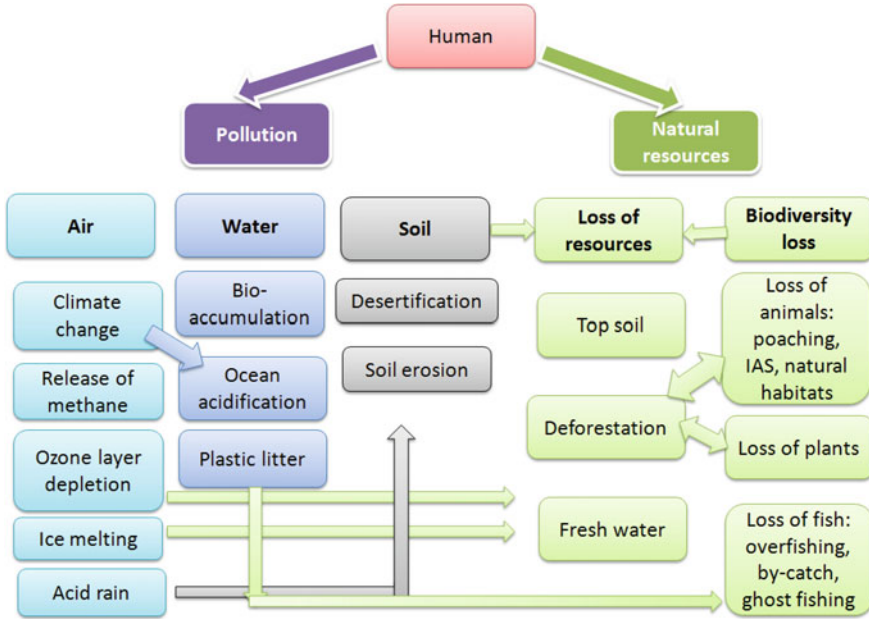 Human
Pollution
Natural
resources
Air
Water
Soil
Loss of
resources
Biodiversity
loss
Climate
change
Release of
methane
Ozone layer
depletion
Ice melting
Acid rain
Bio-
accumulation
Ocean
acidification
Plastic litter
Desertification
Soil erosion
Top soil
Deforestation
Fresh water
Loss of
animals:
poaching,
IAS, natural
habitats
Loss of plants
Loss of fish:
overfishing,
by-catch,
ghost fishing